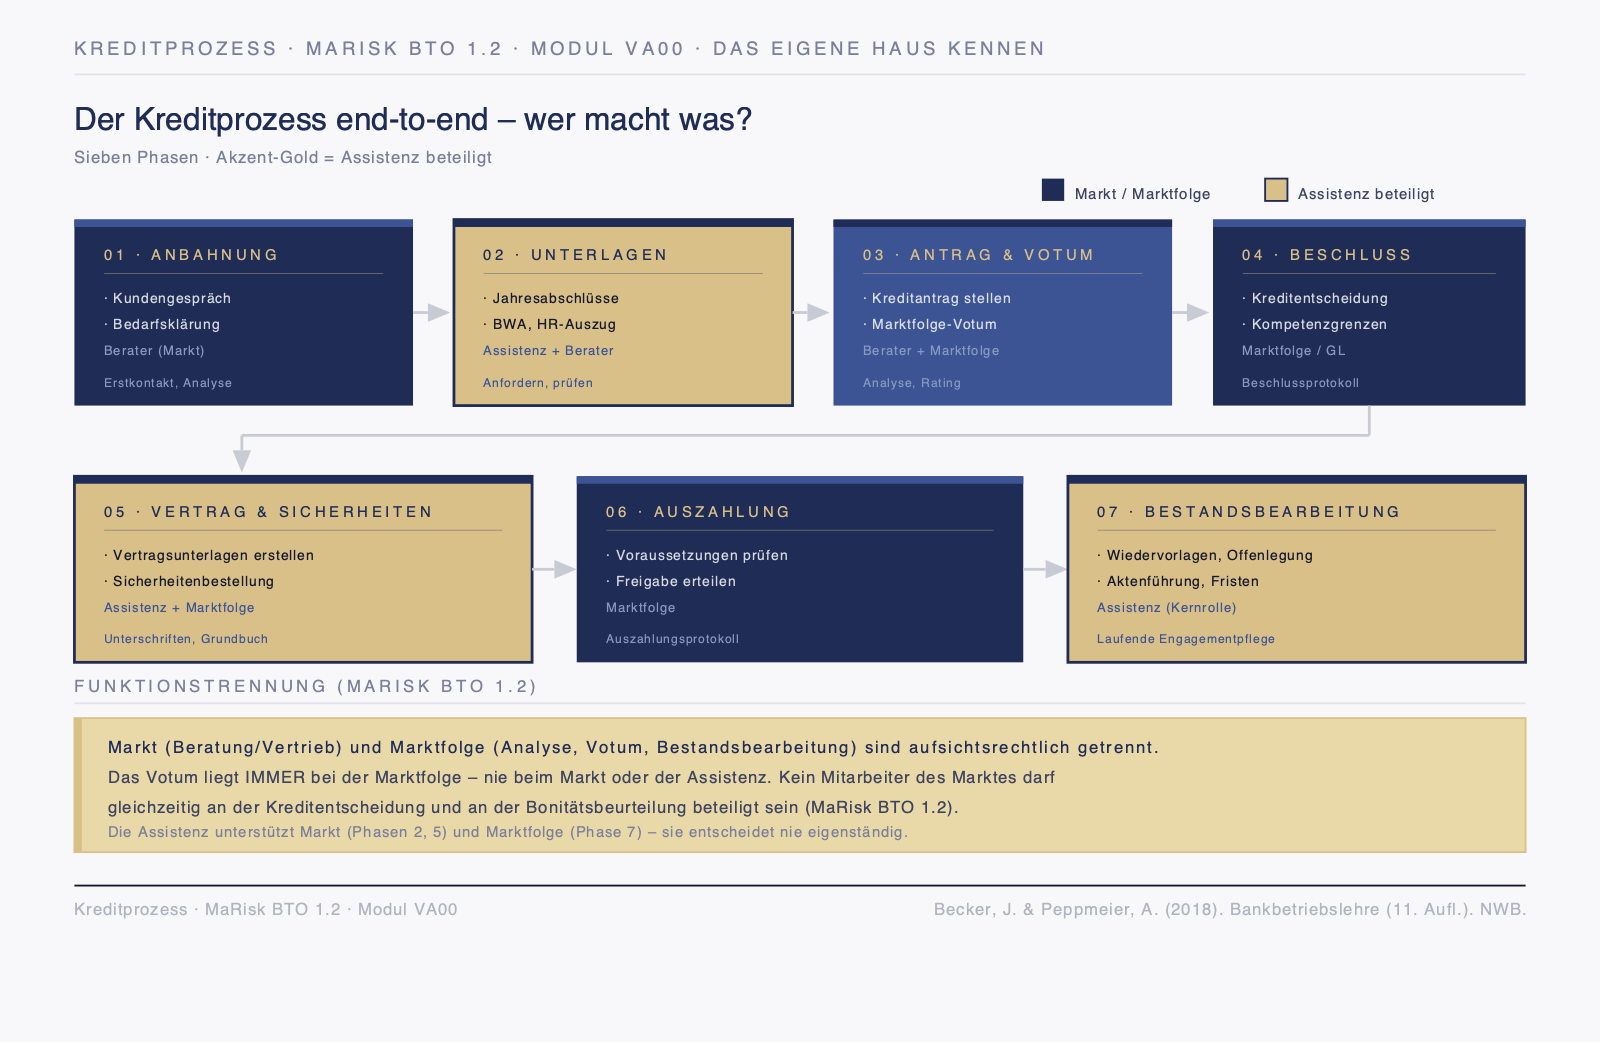 KREDITPROZESS · MARISK BTO 1.2 · MODUL VA00 · DAS EIGENE HAUS KENNEN
Der Kreditprozess end-to-end – wer macht was?
Sieben Phasen · Akzent-Gold = Assistenz beteiligt
Markt / Marktfolge
Assistenz beteiligt
01 · ANBAHNUNG
· Kundengespräch
· Bedarfsklärung
Berater (Markt)
Erstkontakt, Analyse
02 · UNTERLAGEN
· Jahresabschlüsse
· BWA, HR-Auszug
Assistenz + Berater
Anfordern, prüfen
03 · ANTRAG & VOTUM
· Kreditantrag stellen
· Marktfolge-Votum
Berater + Marktfolge
Analyse, Rating
04 · BESCHLUSS
· Kreditentscheidung
· Kompetenzgrenzen
Marktfolge / GL
Beschlussprotokoll
05 · VERTRAG & SICHERHEITEN
· Vertragsunterlagen erstellen
· Sicherheitenbestellung
Assistenz + Marktfolge
Unterschriften, Grundbuch
06 · AUSZAHLUNG
· Voraussetzungen prüfen
· Freigabe erteilen
Marktfolge
Auszahlungsprotokoll
07 · BESTANDSBEARBEITUNG
· Wiedervorlagen, Offenlegung
· Aktenführung, Fristen
Assistenz (Kernrolle)
Laufende Engagementpflege
FUNKTIONSTRENNUNG (MARISK BTO 1.2)
Markt (Beratung/Vertrieb) und Marktfolge (Analyse, Votum, Bestandsbearbeitung) sind aufsichtsrechtlich getrennt.
Das Votum liegt IMMER bei der Marktfolge – nie beim Markt oder der Assistenz. Kein Mitarbeiter des Marktes darf
gleichzeitig an der Kreditentscheidung und an der Bonitätsbeurteilung beteiligt sein (MaRisk BTO 1.2).
Die Assistenz unterstützt Markt (Phasen 2, 5) und Marktfolge (Phase 7) – sie entscheidet nie eigenständig.
Kreditprozess · MaRisk BTO 1.2 · Modul VA00
Becker, J. & Peppmeier, A. (2018). Bankbetriebslehre (11. Aufl.). NWB.